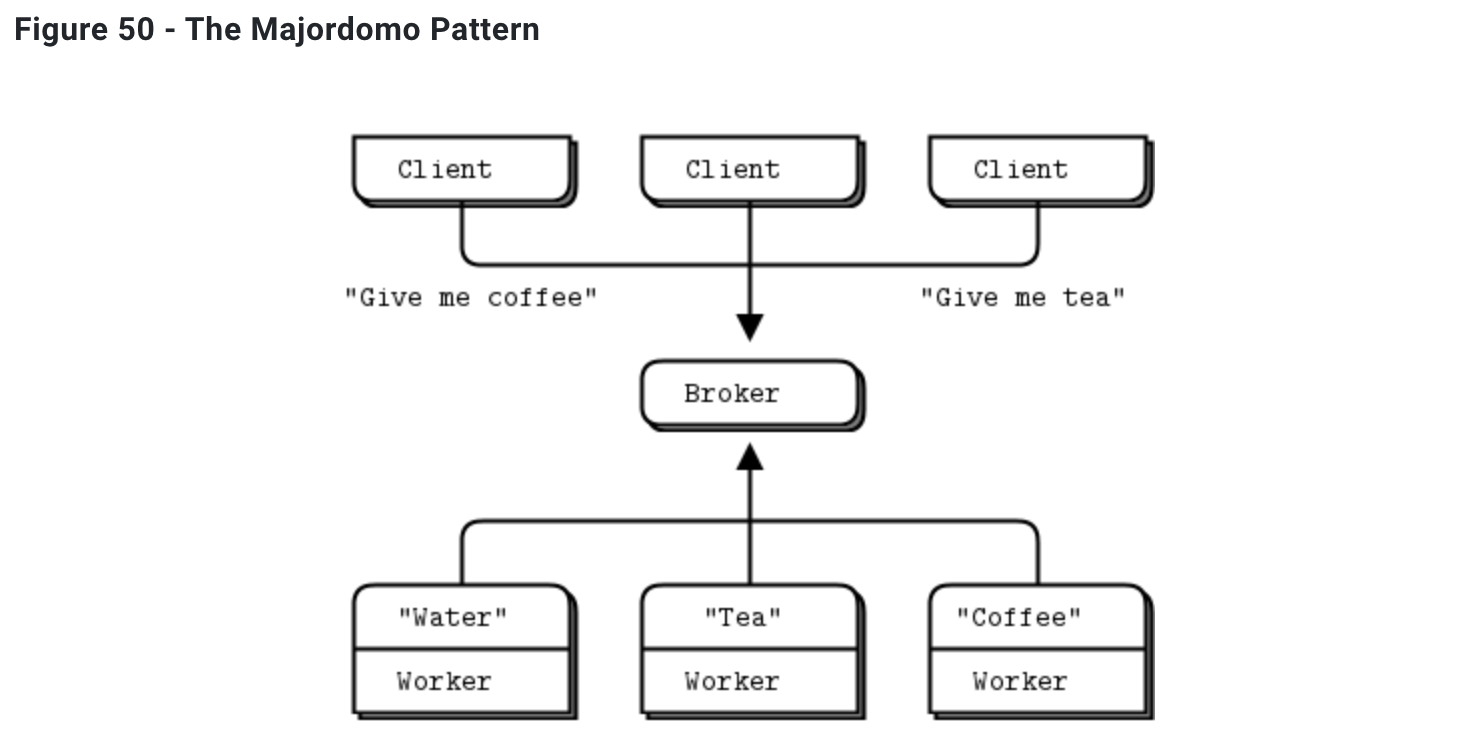 Figure 50 - The Majordomo Pattern
Client Client Client
"Give me coffee" "Give me tea"
Broker
"Water" "Tea" "Coffee"
Worker Worker Worker